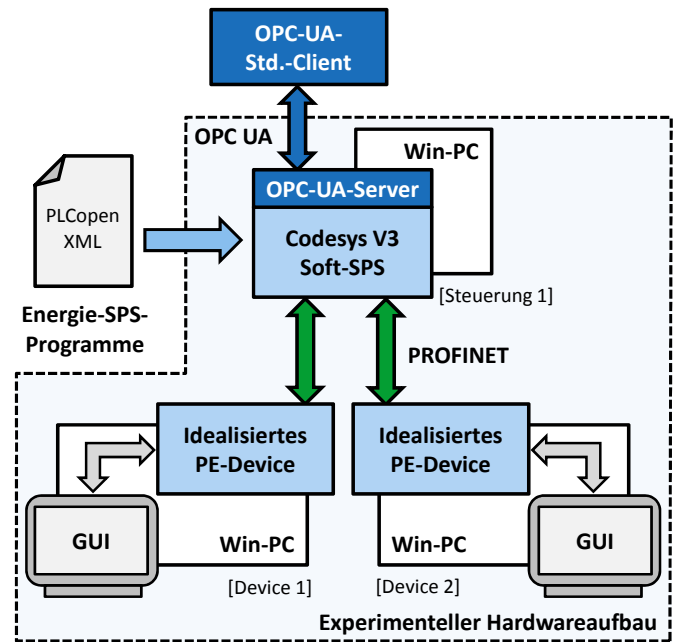 OPC-UA-
Std.-Client
OPC UA
Win-PC
OPC-UA-Server
PLCopen
XML
Codesys V3
Soft-SPS
[Steuerung 1]
Energie-SPS-
Programme
PROFINET
Idealisiertes
PE-Device
Idealisiertes
PE-Device
GUI
Win-PC
Win-PC
GUI
[Device 1]
[Device 2]
Experimenteller Hardwareaufbau